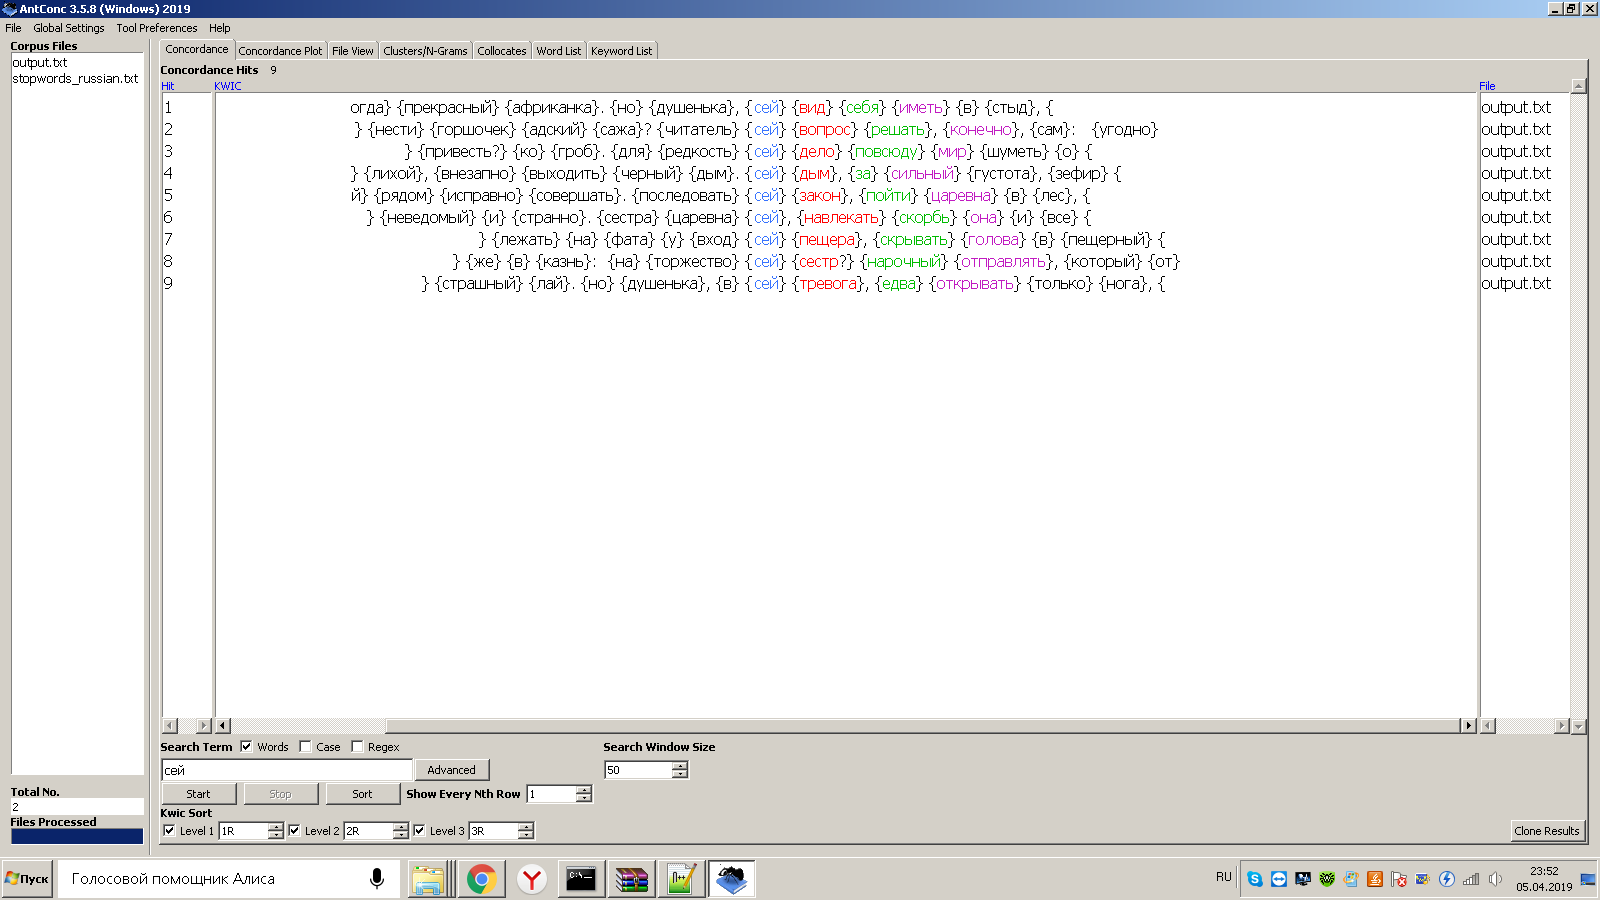 AntConc 3.5.8 (Windows) 2019
File Global Settings Tool Preferences Help
Corpus Files
output.txt
stopwords_russian.txt
Total No.
2
Files Processed
Concordance Concordance Plot File View Clusters/N-Grams Collocates Word List Keyword List
Concordance Hits 9
Hit KWIC File
1 огда} {прекрасный} {африканка}. {но} {душенька}, {сей} {вид} {себя} {иметь} {в} {стыд}, { output.txt
2 } {нести} {горшочек} {адский} {сажа}? {читатель} {сей} {вопрос} {решать}, {конечно}, {сам}: {угодно} output.txt
3 } {привесть?} {ко} {гроб}. {для} {редкость} {сей} {дело} {повсюду} {мир} {шуметь} {о} { output.txt
4 } {лихой}, {внезапно} {выходить} {черный} {дым}. {сей} {дым}, {за} {сильный} {густота}, {зефир} { output.txt
5 й} {рядом} {исправно} {совершать}. {последовать} {сей} {закон}, {пойти} {царевна} {в} {лес}, { output.txt
6 } {неведомый} {и} {странно}. {сестра} {царевна} {сей}, {навлекать} {скорбь} {она} {и} {все} { output.txt
7 } {лежать} {на} {фата} {у} {вход} {сей} {пещера}, {скрывать} {голова} {в} {пещерный} { output.txt
8 } {же} {в} {казнь}: {на} {торжество} {сей} {сестр?} {нарочный} {отправлять}, {который} {от} output.txt
9 } {страшный} {лай}. {но} {душенька}, {в} {сей} {тревога}, {едва} {открывать} {только} {нога}, { output.txt
Search Term Words Case Regex Search Window Size
сей Advanced 50
Start Stop Sort Show Every Nth Row 1
Kwic Sort
Level 1 1R Level 2 2R Level 3 3R Clone Results
Пуск Голосовой помощник Алиса RU 23:52
05.04.2019